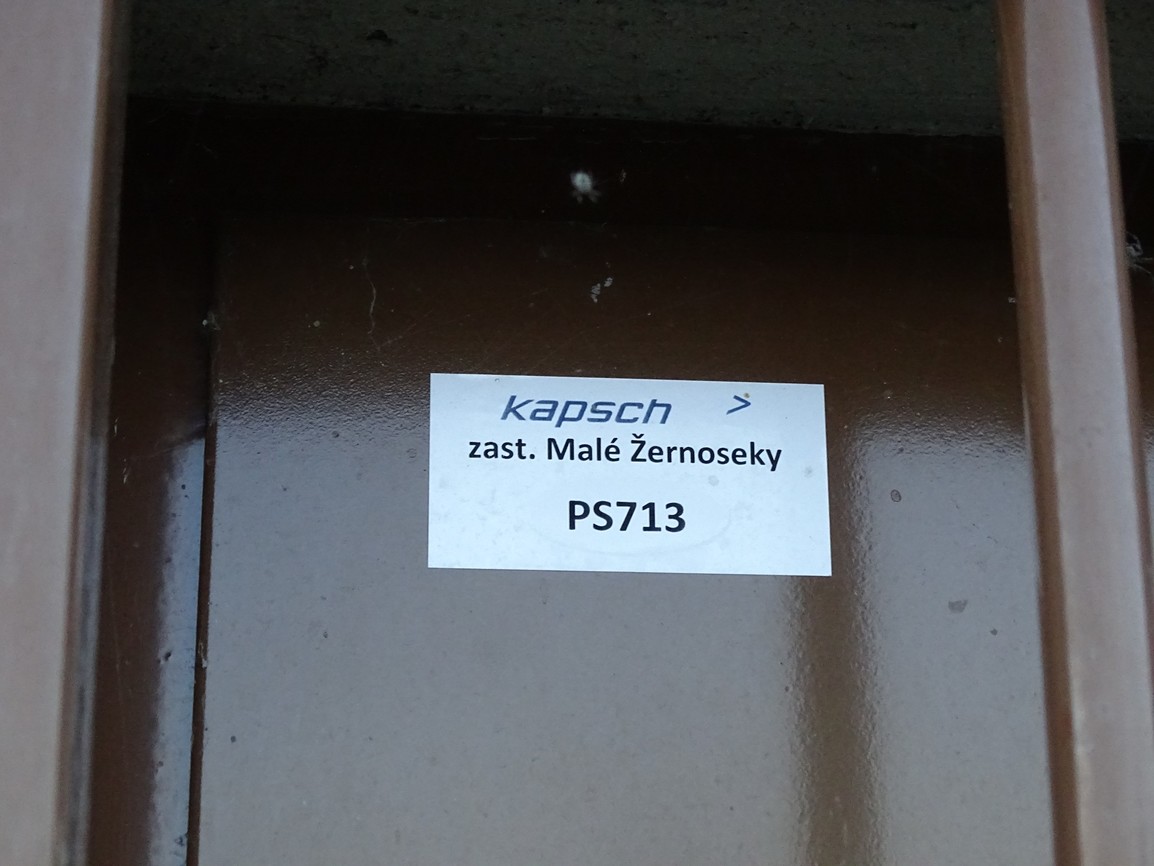 kapsch >
zast. Malé Žernoseky
PS713